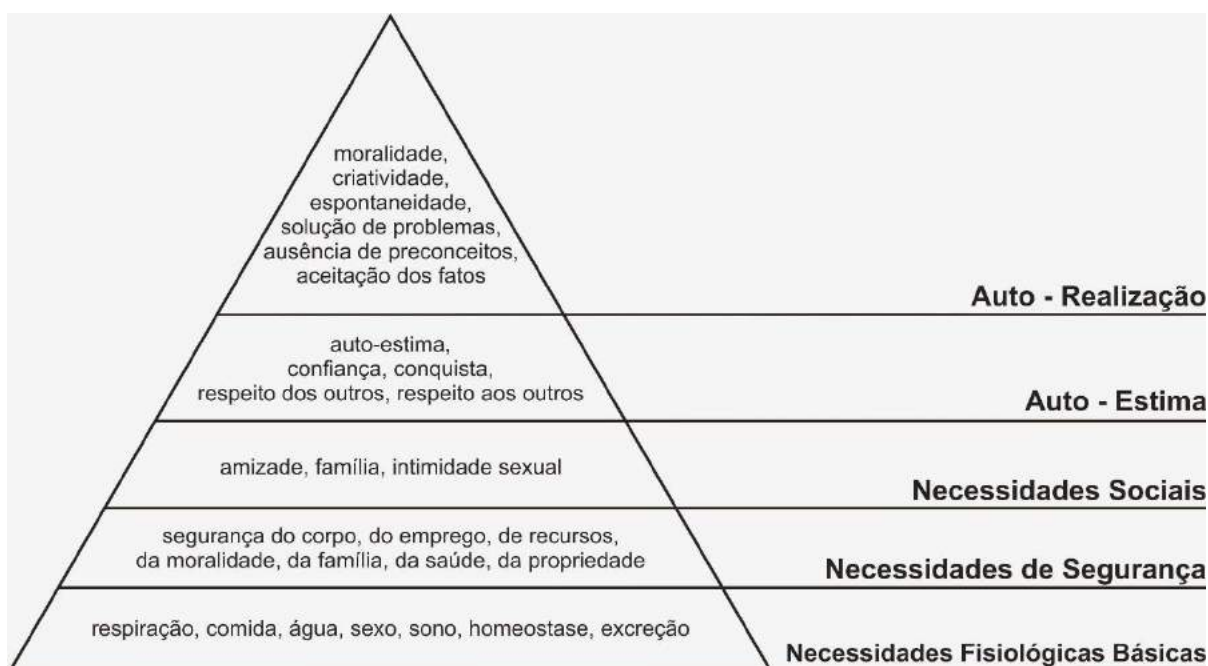 moralidade,
criatividade,
espontaneidade,
solução de problemas,
ausência de preconceitos,
aceitação dos fatos
Auto - Realização
auto-estima,
confiança, conquista,
respeito dos outros, respeito aos outros
Auto - Estima
amizade, família, intimidade sexual
Necessidades Sociais
segurança do corpo, do emprego, de recursos,
da moralidade, da família, da saúde, da propriedade
Necessidades de Segurança
respiração, comida, água, sexo, sono, homeostase, excreção
Necessidades Fisiológicas Básicas